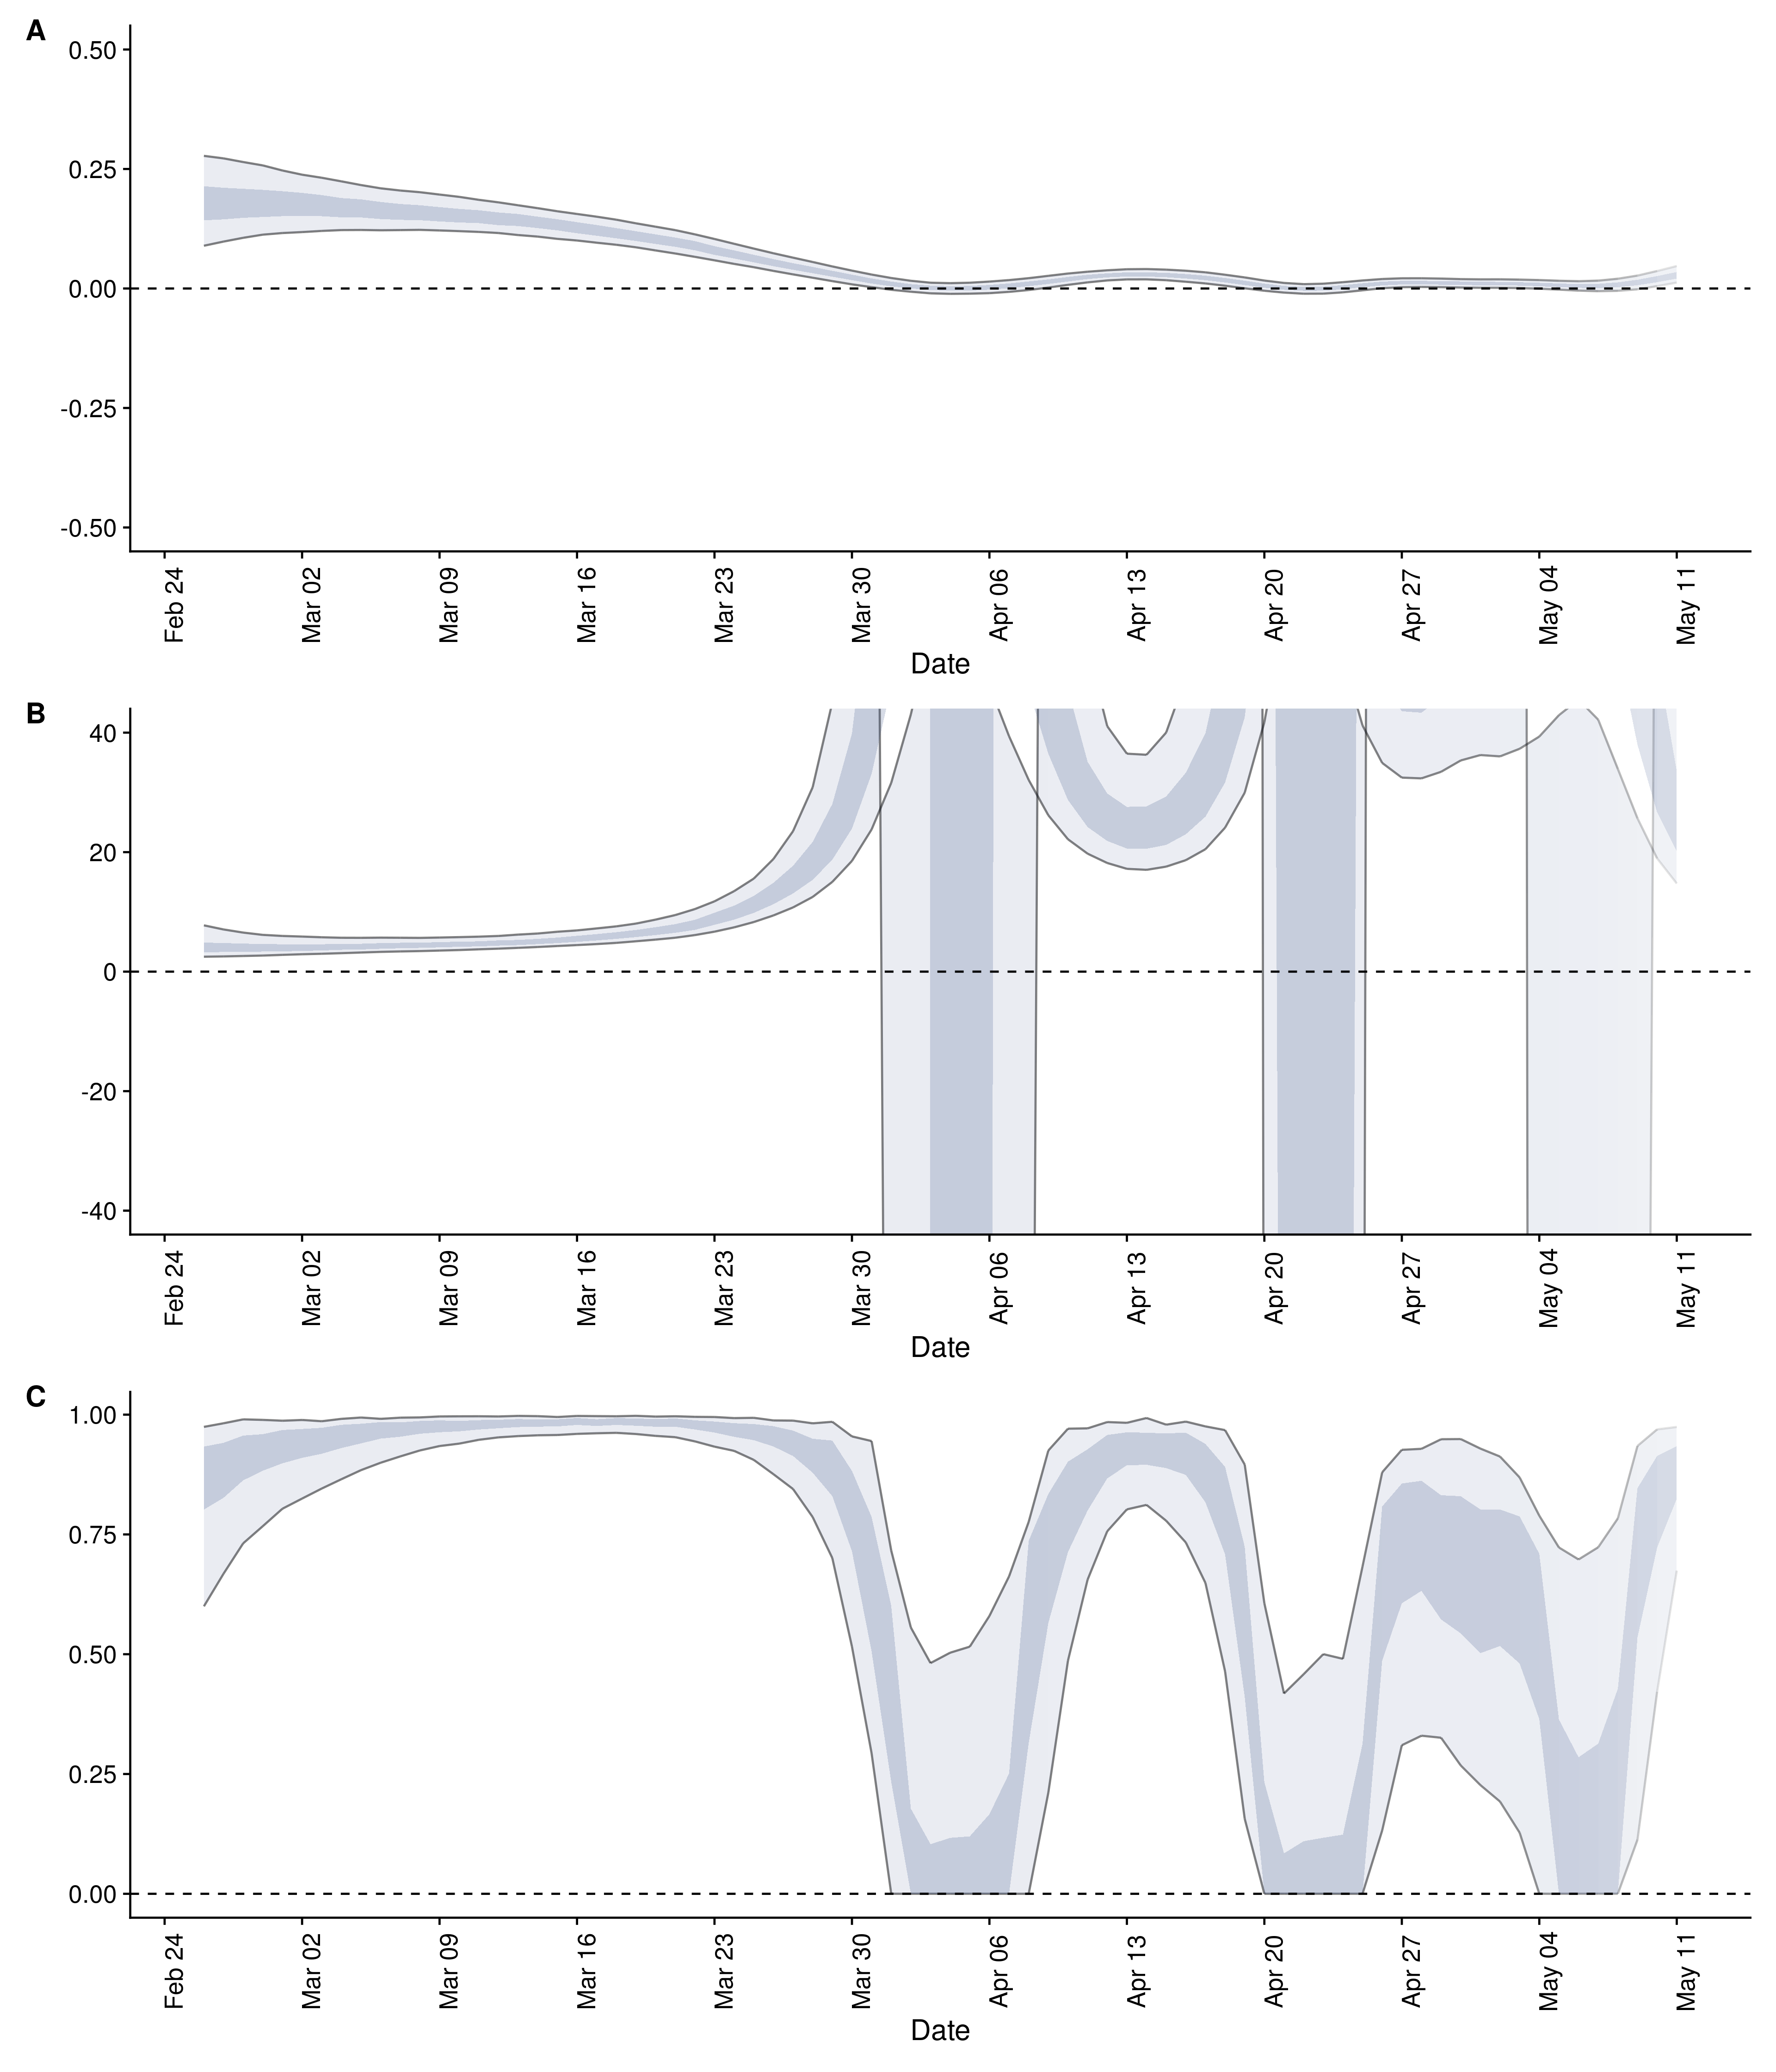 A
0.50
0.25
0.00
-0.25
-0.50
Feb 24
Mar 02
Mar 09
Mar 16
Mar 23
Mar 30
Apr 06
Apr 13
Apr 20
Apr 27
May 04
May 11
Date
B
40
20
0
-20
-40
Feb 24
Mar 02
Mar 09
Mar 16
Mar 23
Mar 30
Apr 06
Apr 13
Apr 20
Apr 27
May 04
May 11
Date
C
1.00
0.75
0.50
0.25
0.00
Feb 24
Mar 02
Mar 09
Mar 16
Mar 23
Mar 30
Apr 06
Apr 13
Apr 20
Apr 27
May 04
May 11
Date